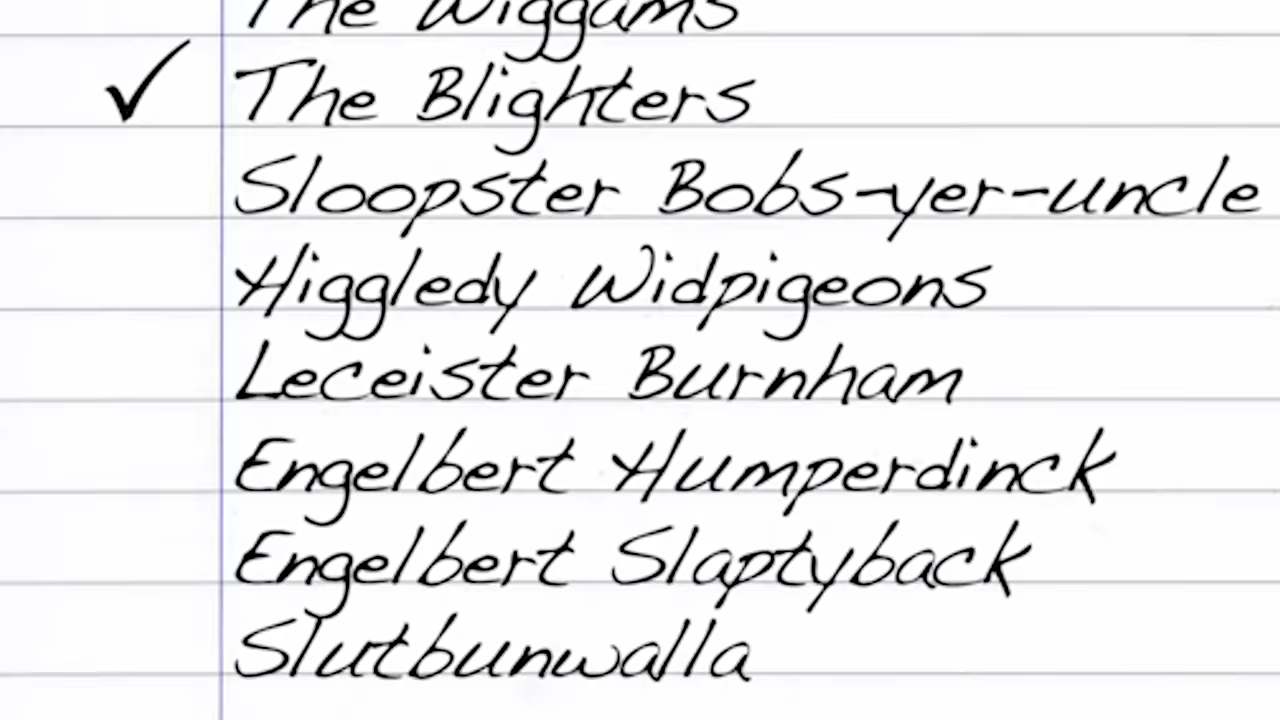 The Wiggams
✓ The Blighters
Sloopster Bobs-yer-uncle
Higgledy Widpigeons
Leceister Burnham
Engelbert Humperdinck
Engelbert Slaptyback
Slutbunwalla